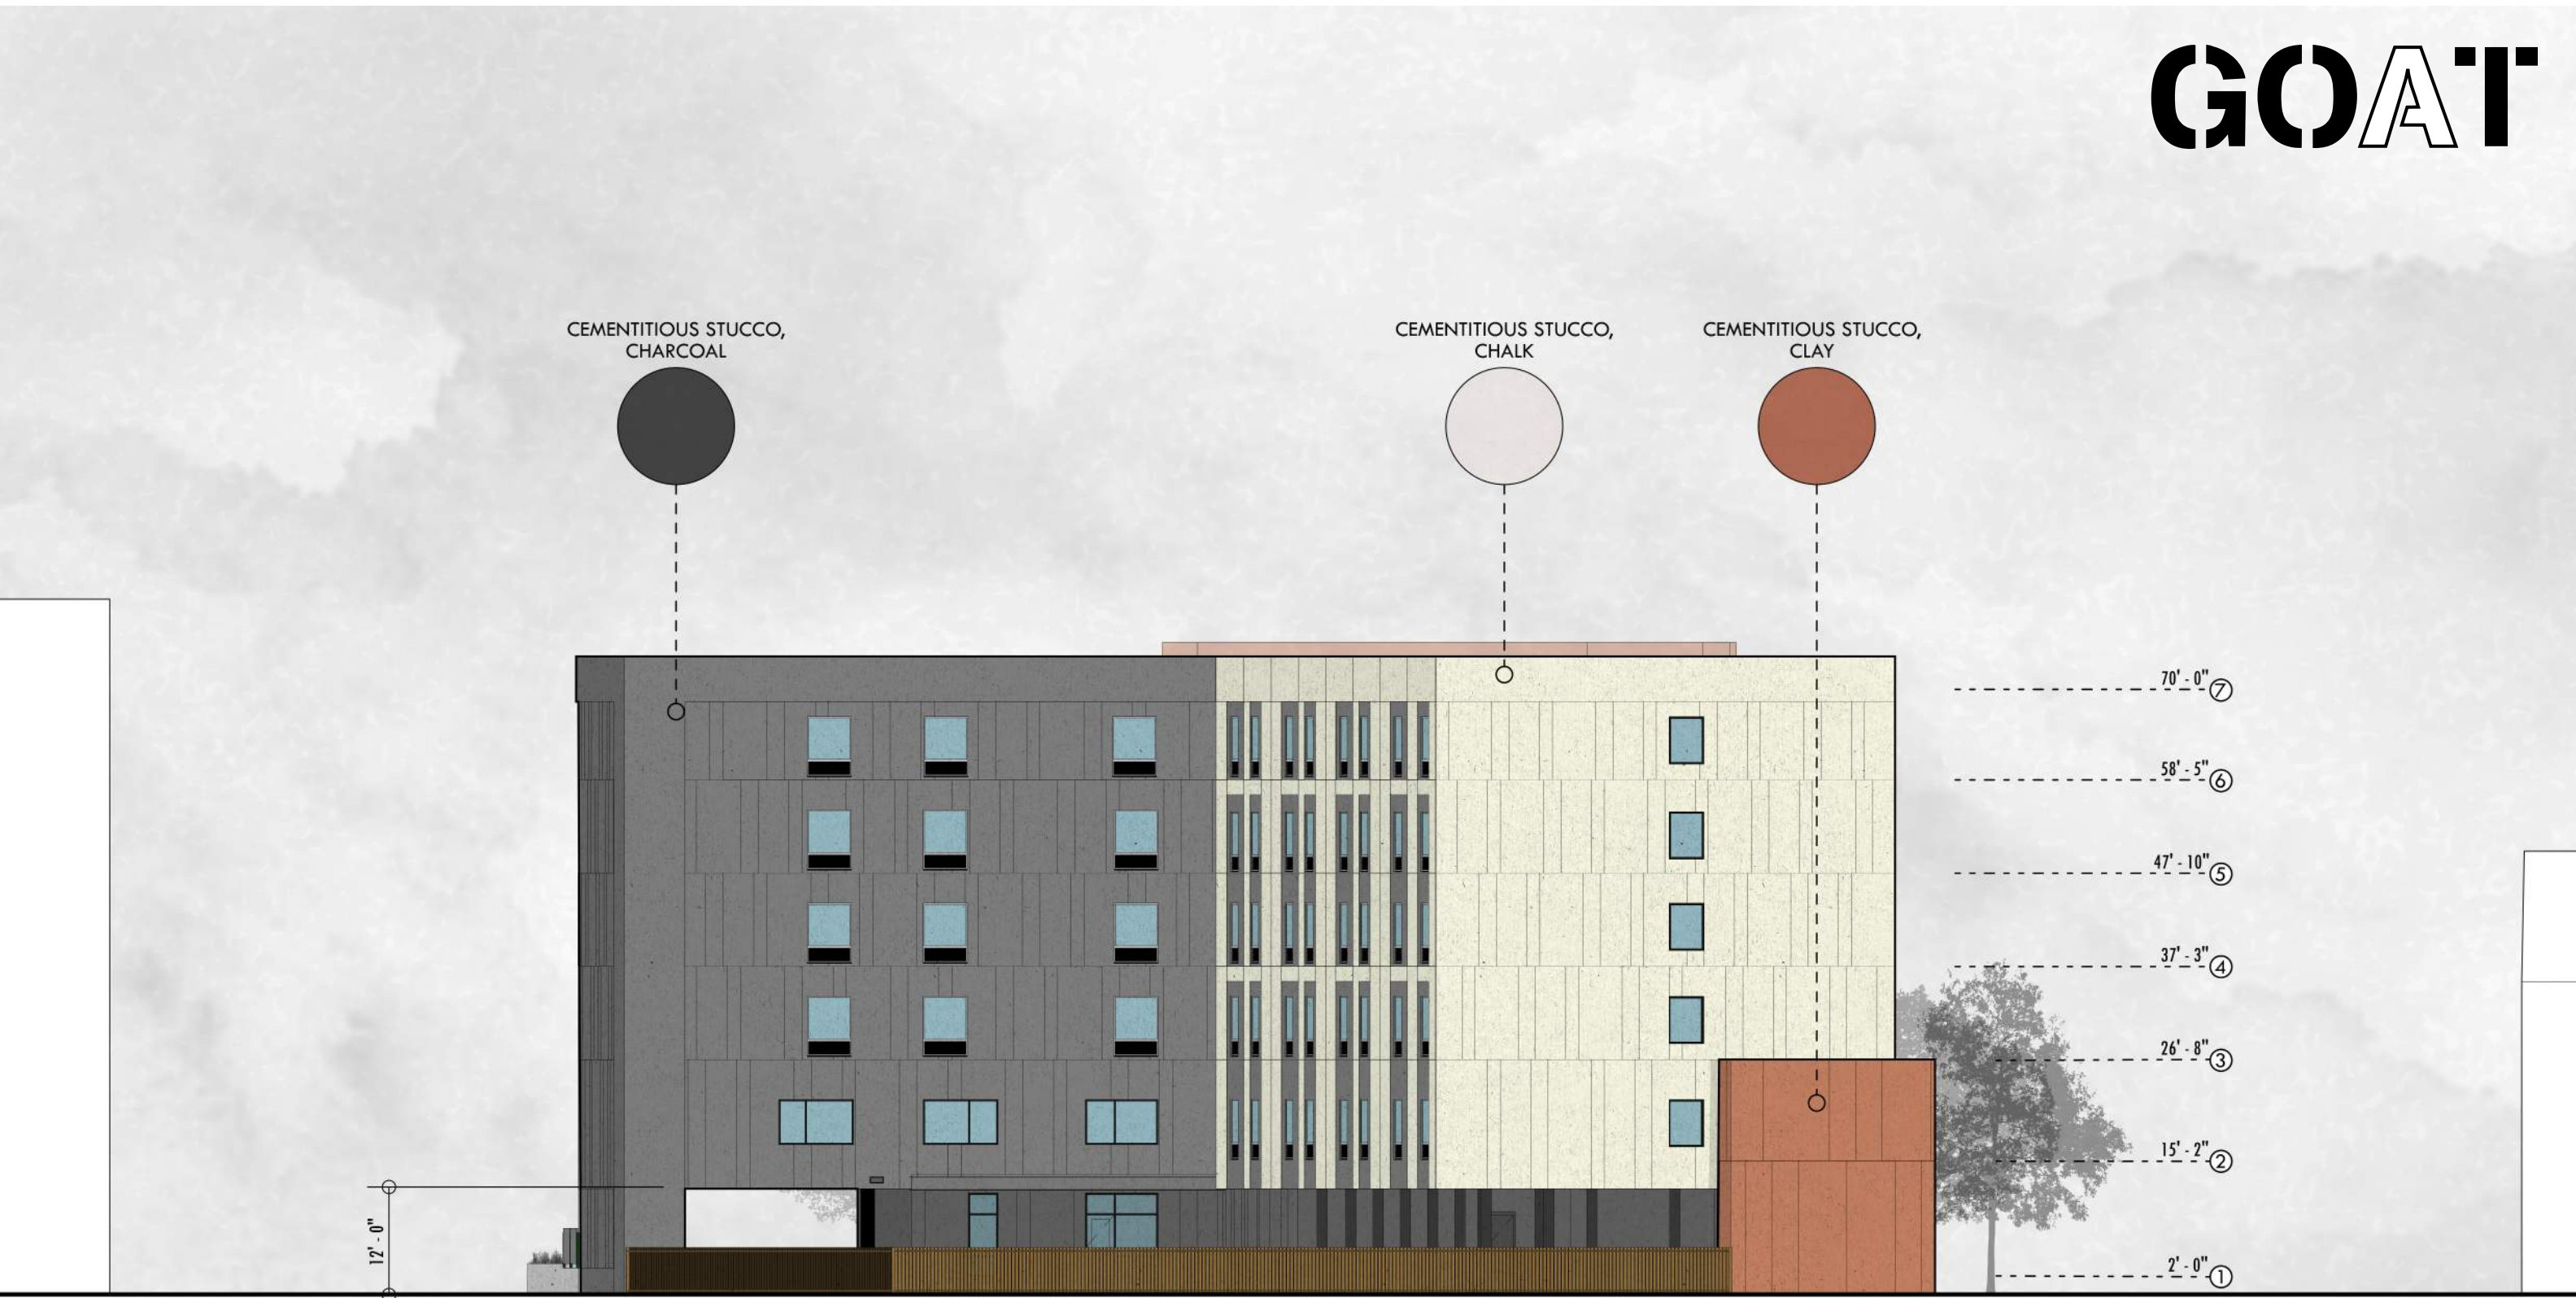 GOAT
CEMENTITIOUS STUCCO,
CHARCOAL
CEMENTITIOUS STUCCO,
CHALK
CEMENTITIOUS STUCCO,
CLAY
70' - 0" 7
58' - 5" 6
47' - 10" 5
37' - 3" 4
26' - 8" 3
15' - 2" 2
12' - 0"
2' - 0" 1